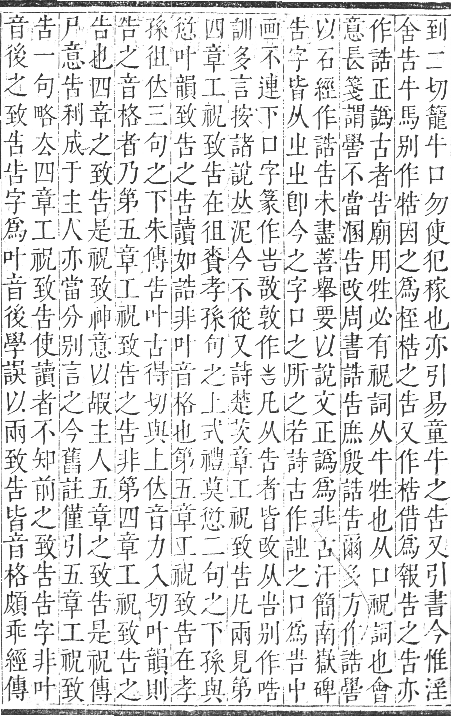 到二切籠牛口勿使犯稼也亦引易童牛之告又引書今惟淫
舍告牛馬别作牿因之爲桎梏之告又作梏借爲報告之告亦
作誥正譌古者告廟用牲必有祝詞从牛牲也从口祝詞也會
意長箋謂嚳不當溷告改周書誥告庶殷誥告爾多方作誥嚳
以石經作誥告未盡善舉要以說文正譌爲非古汗簡南嶽碑
告字皆从㞢㞢卽今之字口之所之若詩古作訨之口爲告中
画不連下口字篆作告敢敦作吿凡从告者皆改从告别作哠
訓多言按諸說丛泥今不從又詩楚茨章工祝致告凡兩見第
四章工祝致告在徂賚孝孫句之上式禮莫愆二句之下孫與
愆叶韻致告之告讀如誥非叶音格也第五章工祝致告在孝
孫徂位三句之下朱傳告叶古得切與上位音力入切叶韻則
告之音格者乃第五章工祝致告之告非第四章工祝致告之
告也四章之致告是祝致神意以嘏主人五章之致告是祝傳
尸意告利成于主人亦當分别言之今舊註僅引五章工祝致
告一句略去四章工祝致告使讀者不知前之致告告字非叶
音後之致告告字爲叶音後學誤以兩致告皆音格頗乖經傳